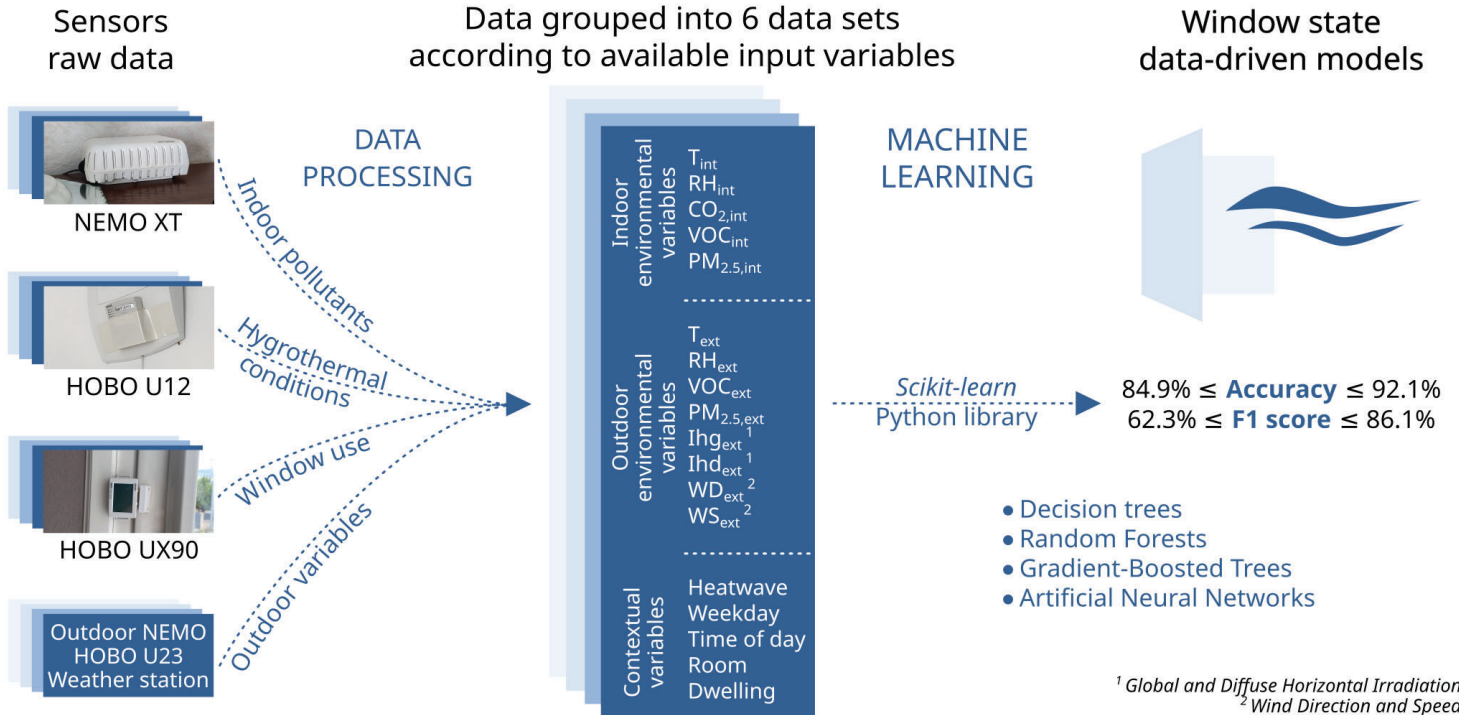 Sensors
raw data
Data grouped into 6 data sets
according to available input variables
Window state
data-driven models
NEMO XT
HOBO U12
HOBO UX90
Outdoor NEMO
HOBO U23
Weather station
DATA
PROCESSING
Indoor pollutants
Hygrothermal
conditions
Window use
Outdoor variables
Indoor
environmental
variables
T_int
RH_int
CO_2,int
VOC_int
PM_2.5,int
Outdoor
environmental
variables
T_ext
RH_ext
VOC_ext
PM_2.5,ext
Ihg_ext ^1
Ihd_ext ^1
WD_ext ^2
WS_ext ^2
Contextual
variables
Heatwave
Weekday
Time of day
Room
Dwelling
MACHINE
LEARNING
Scikit-learn
Python library
84.9% ≤ Accuracy ≤ 92.1%
62.3% ≤ F1 score ≤ 86.1%
• Decision trees
• Random Forests
• Gradient-Boosted Trees
• Artificial Neural Networks
^1 Global and Diffuse Horizontal Irradiation
^2 Wind Direction and Speed